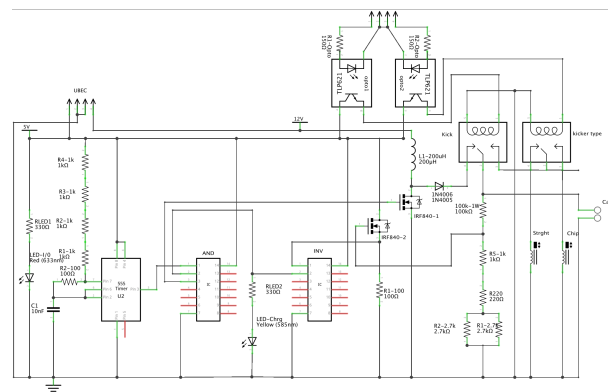 R1-Opto
150Ω
R2-Opto
150Ω
TLP621
opto1
opto2
TLP621
UBEC
5V
12V
Kick
kicker type
R4-1k
1kΩ
R3-1k
1kΩ
R2-1k
1kΩ
R1-1k
1kΩ
L1-200uH
200µH
1N4006
1N4005
IRF840-1
IRF840-2
100k-1W
100kΩ
RLED1
330Ω
LED-I/O
Red (633nm)
R2-100
100Ω
C1
10nF
555
Timer
U2
AND
IC
INV
IC
RLED2
330Ω
LED-Chrg
Yellow (585nm)
R1-100
100Ω
R5-1k
1kΩ
R220
220Ω
R2-2.7k
2.7kΩ
R1-2.7k
2.7kΩ
Strght
Chip